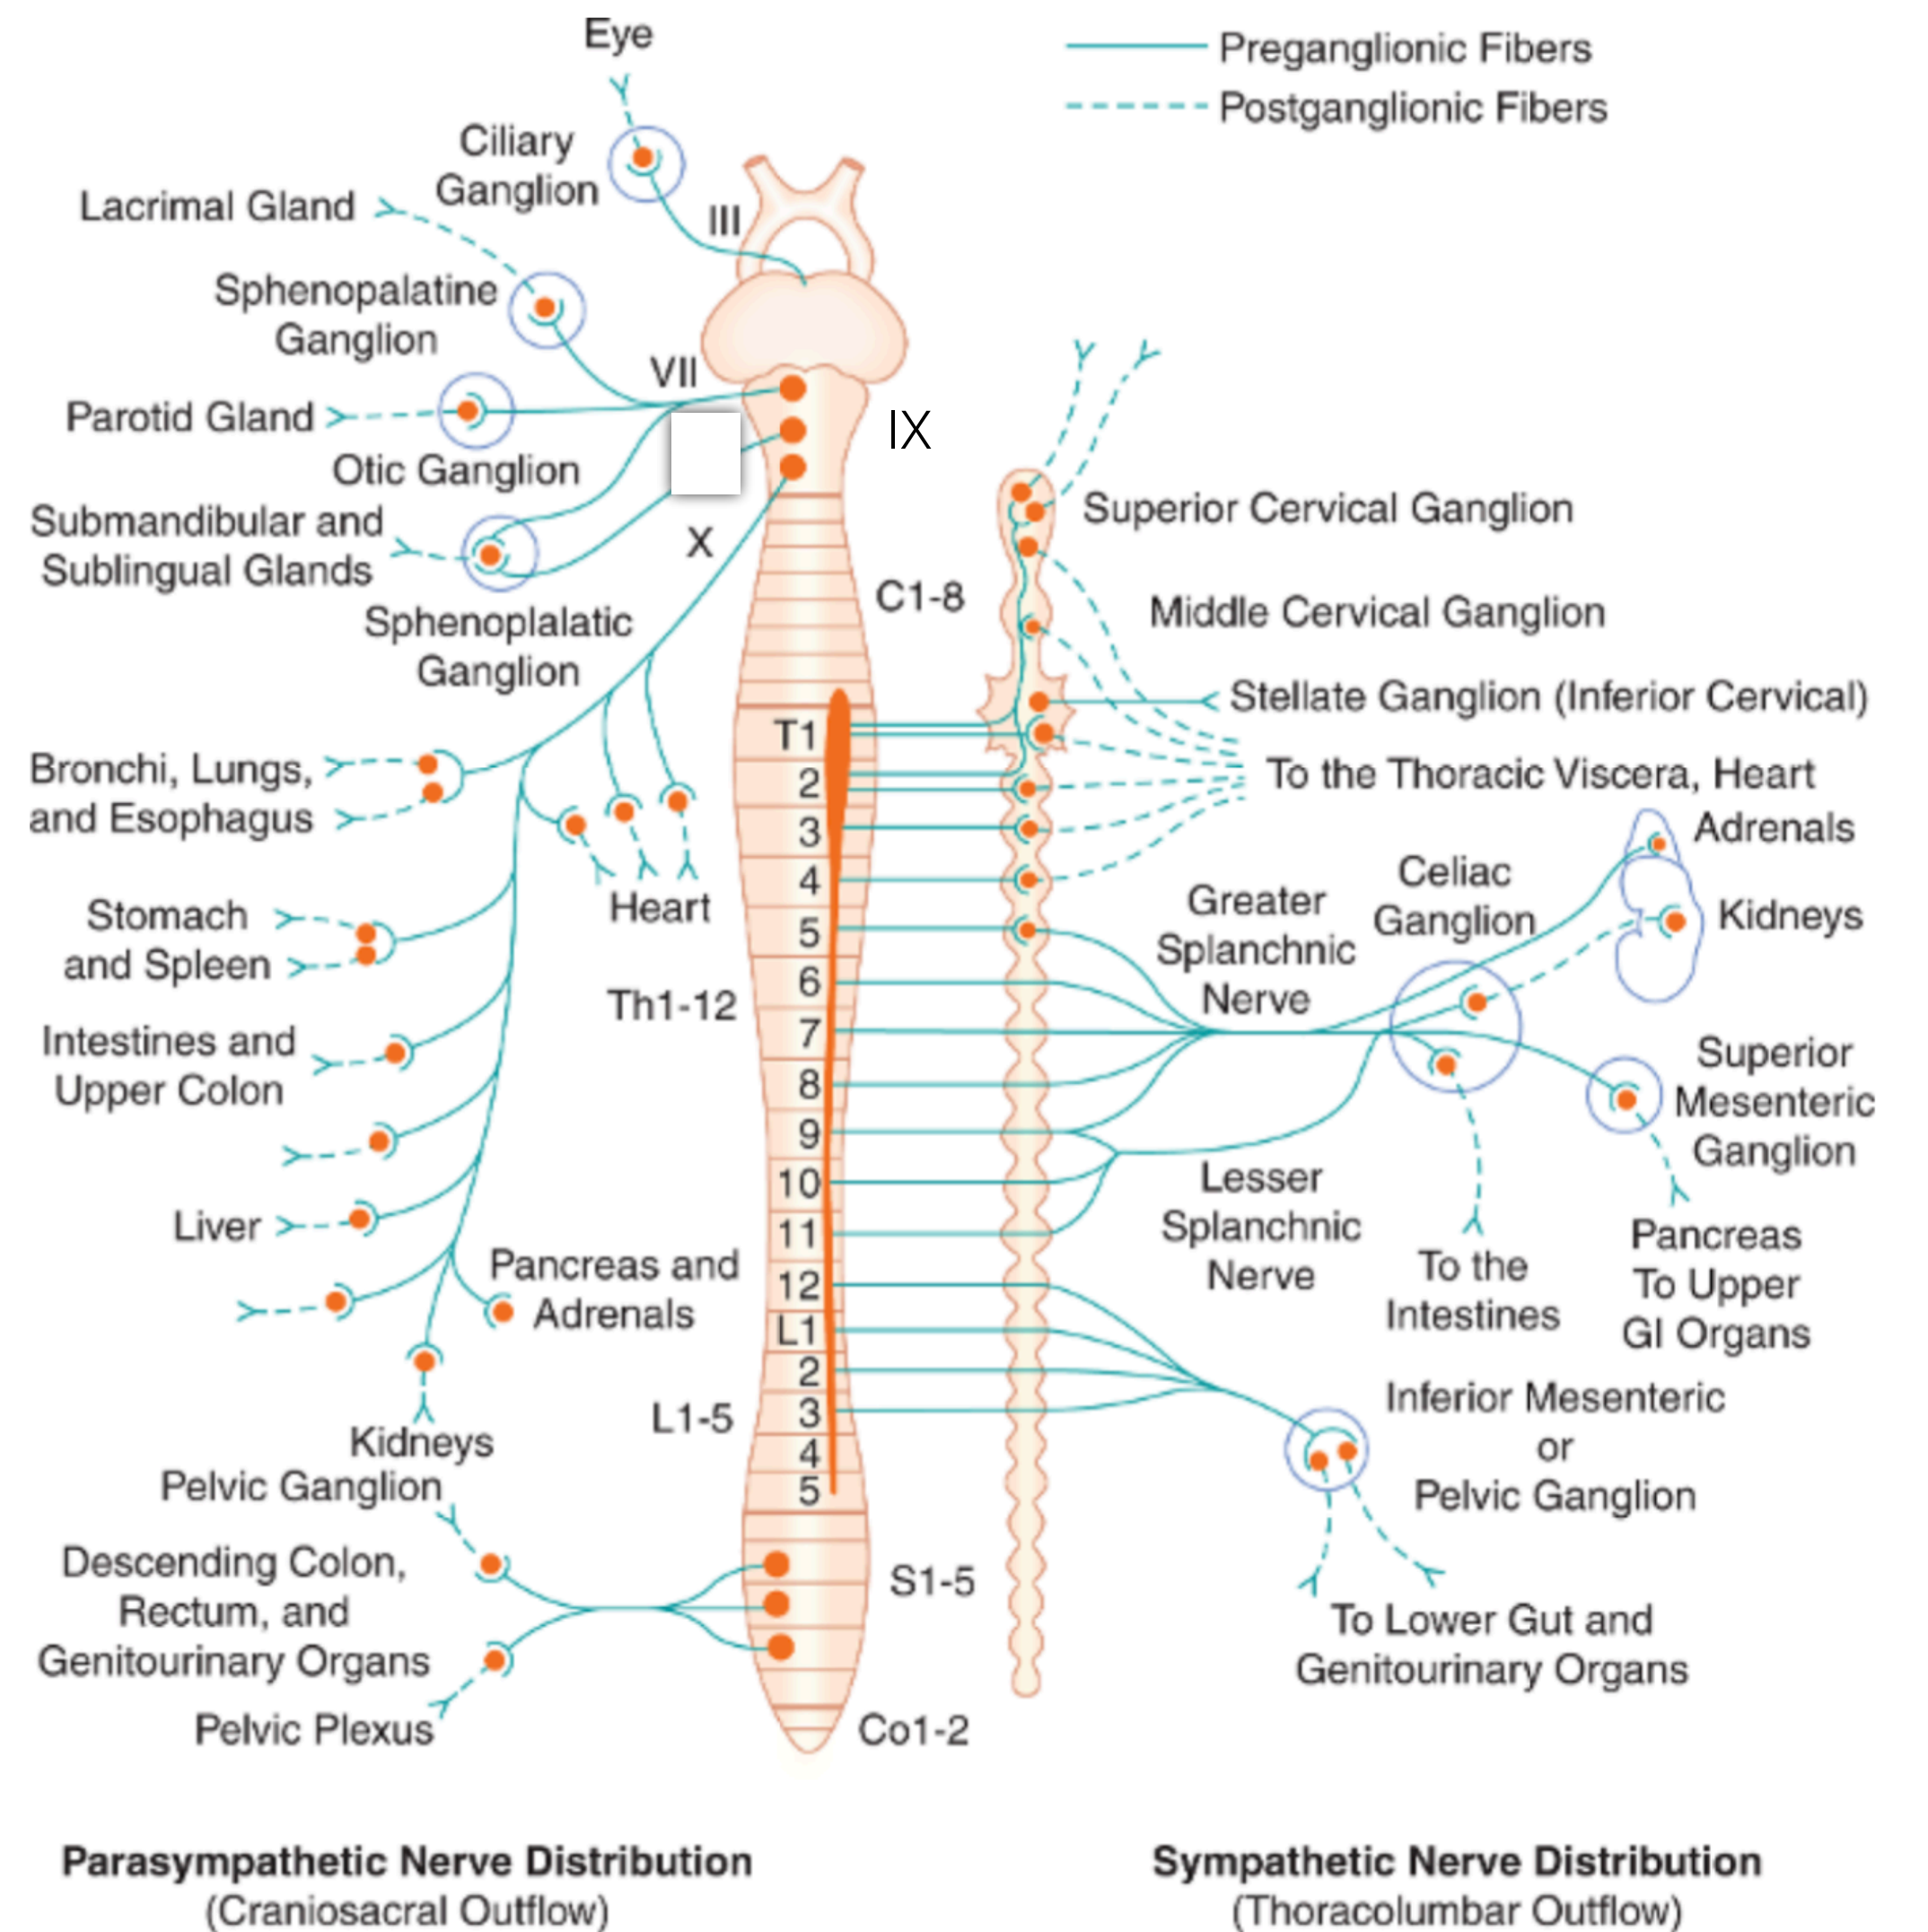 Eye
Preganglionic Fibers
Postganglionic Fibers
Ciliary
Ganglion
III
Lacrimal Gland
Sphenopalatine
Ganglion
VII
Parotid Gland
Otic Ganglion
IX
Submandibular and
Sublingual Glands
X
Sphenoplalatic
Ganglion
Superior Cervical Ganglion
C1-8
Middle Cervical Ganglion
Stellate Ganglion (Inferior Cervical)
To the Thoracic Viscera, Heart
Bronchi, Lungs,
and Esophagus
Heart
Stomach
and Spleen
Th1-12
Intestines and
Upper Colon
Liver
Pancreas and
Adrenals
Kidneys
L1-5
Pelvic Ganglion
Descending Colon,
Rectum, and
Genitourinary Organs
Pelvic Plexus
T1
2
3
4
5
6
7
8
9
10
11
12
L1
2
3
4
5
S1-5
Co1-2
Adrenals
Kidneys
Celiac
Ganglion
Greater
Splanchnic
Nerve
Superior
Mesenteric
Ganglion
Lesser
Splanchnic
Nerve
To the
Intestines
Pancreas
To Upper
GI Organs
Inferior Mesenteric
or
Pelvic Ganglion
To Lower Gut and
Genitourinary Organs
Parasympathetic Nerve Distribution
(Craniosacral Outflow)
Sympathetic Nerve Distribution
(Thoracolumbar Outflow)